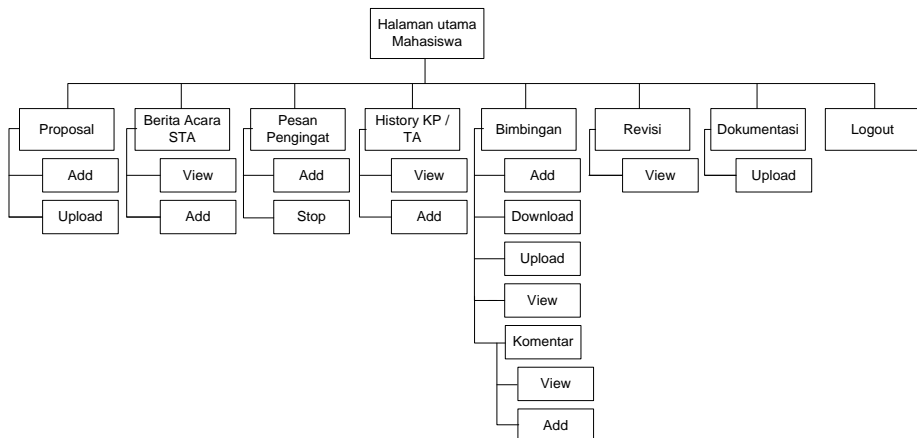 Halaman utama
Mahasiswa
Proposal
Berita Acara
STA
Pesan
Pengingat
History KP /
TA
Bimbingan
Revisi
Dokumentasi
Logout
Add
View
Add
View
Add
View
Upload
Upload
Add
Stop
Add
Download
Upload
View
Komentar
View
Add